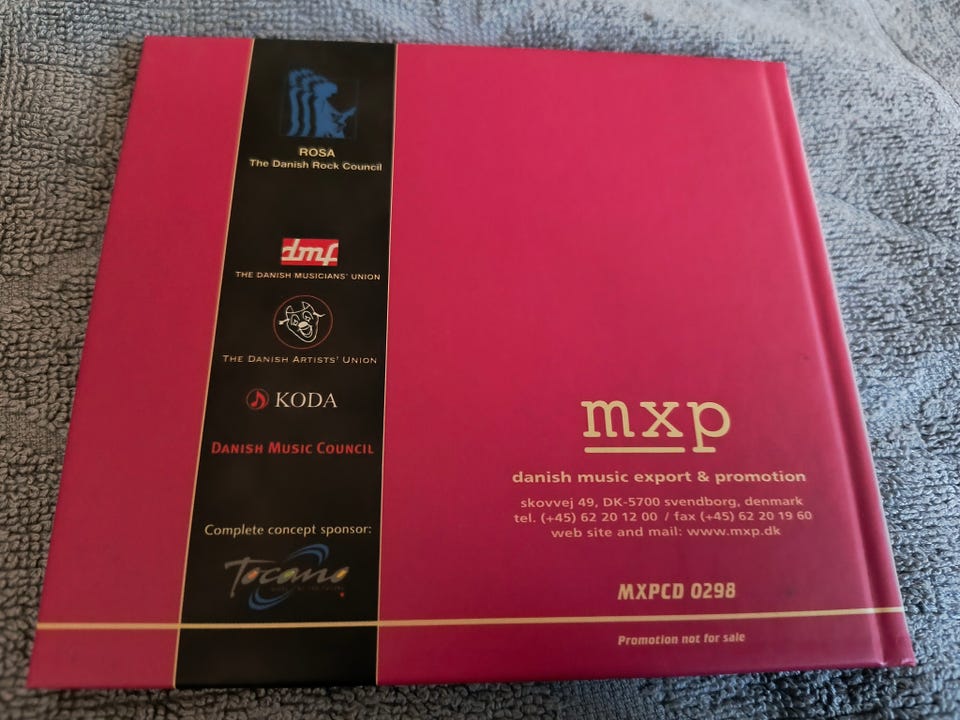 ROSA
The Danish Rock Council
dmf
THE DANISH MUSICIANS' UNION
THE DANISH ARTISTS' UNION
KODA
DANISH MUSIC COUNCIL
Complete concept sponsor:
Tocano
mxp
danish music export & promotion
skovvej 49, DK-5700 svendborg, denmark
tel. (+45) 62 20 12 00 / fax (+45) 62 20 19 60
web site and mail: www.mxp.dk
MXPCD 0298
Promotion not for sale